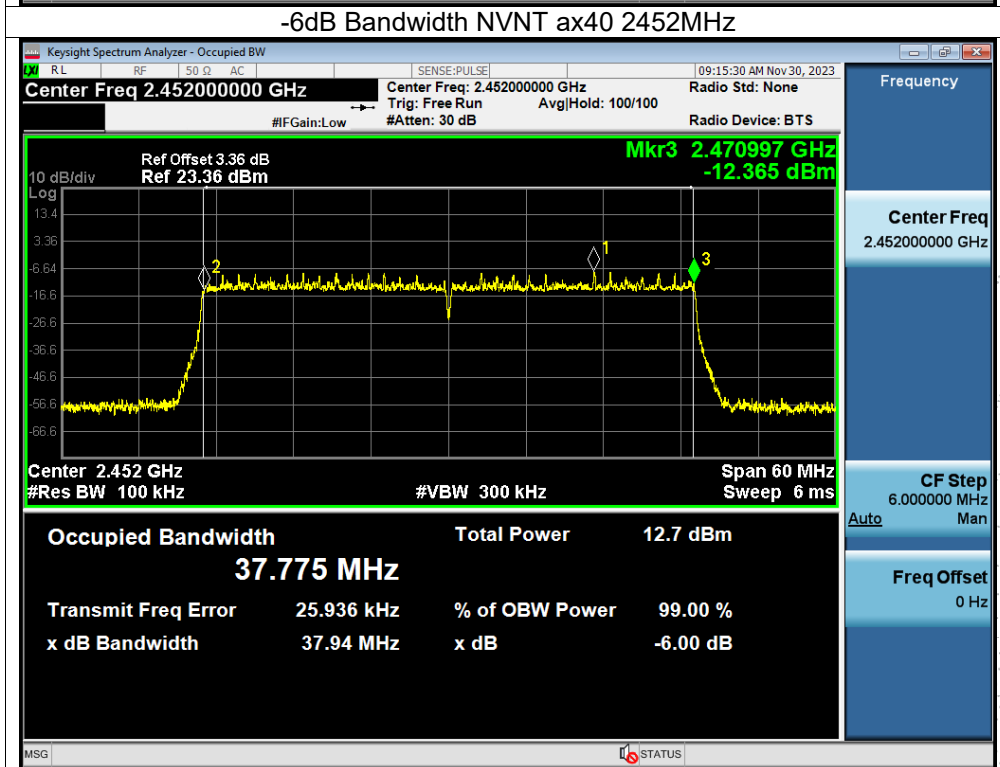 -6dB Bandwidth NVNT ax40 2452MHz
Keysight Spectrum Analyzer - Occupied BW
LXI RL RF 50 Ω AC SENSE:PULSE 09:15:30 AM Nov 30, 2023
Center Freq 2.452000000 GHz
Center Freq: 2.452000000 GHz Radio Std: None
Trig: Free Run Avg|Hold: 100/100
#IFGain:Low #Atten: 30 dB Radio Device: BTS
Frequency
Mkr3 2.470997 GHz
-12.365 dBm
Ref Offset 3.36 dB
10 dB/div Ref 23.36 dBm
Log
13.4
3.36
-6.64
-16.6
-26.6
-36.6
-46.6
-56.6
-66.6
1
2
3
Center 2.452 GHz Span 60 MHz
#Res BW 100 kHz #VBW 300 kHz Sweep 6 ms
Occupied Bandwidth Total Power 12.7 dBm
37.775 MHz
Transmit Freq Error 25.936 kHz % of OBW Power 99.00 %
x dB Bandwidth 37.94 MHz x dB -6.00 dB
Center Freq
2.452000000 GHz
CF Step
6.000000 MHz
Auto Man
Freq Offset
0 Hz
MSG STATUS